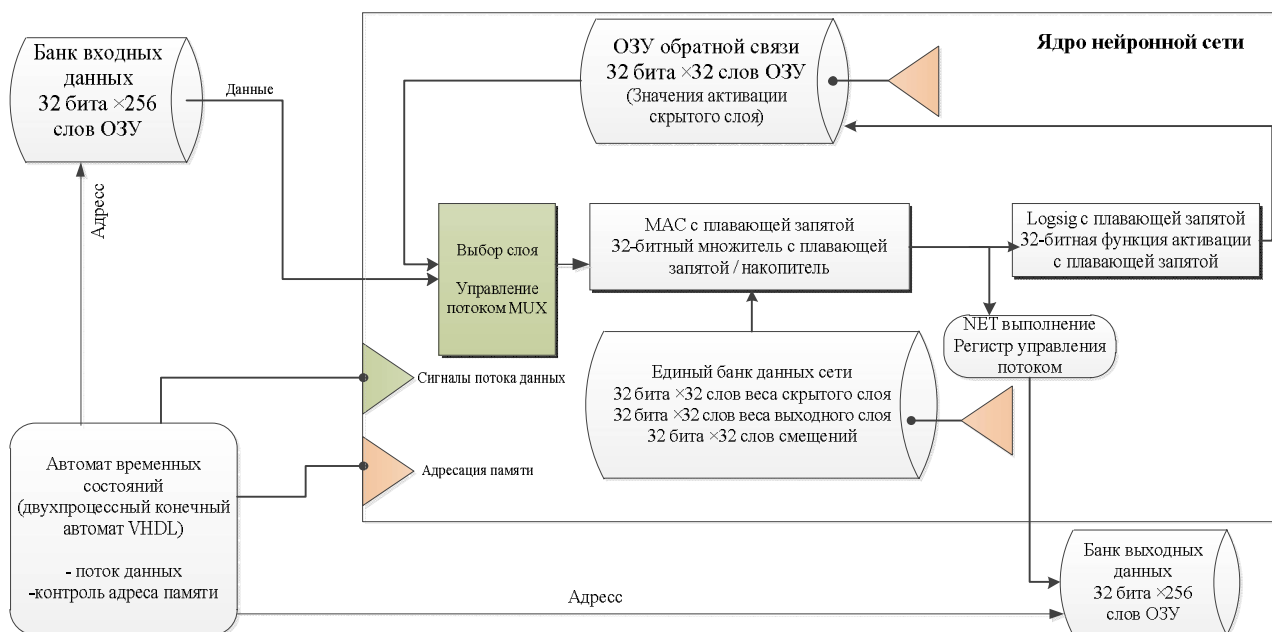 Банк входных
данных
32 бита ×256
слов ОЗУ
Данные
Адресс
ОЗУ обратной связи
32 бита ×32 слов ОЗУ
(Значения активации
скрытого слоя)
Ядро нейронной сети
Выбор слоя
Управление
потоком MUX
MAC с плавающей запятой
32-битный множитель с плавающей
запятой / накопитель
Logsig с плавающей запятой
32-битная функция активации
с плавающей запятой
NET выполнение
Регистр управления
потоком
Сигналы потока данных
Единый банк данных сети
32 бита ×32 слов веса скрытого слоя
32 бита ×32 слов веса выходного слоя
32 бита ×32 слов смещений
Адресация памяти
Автомат временных
состояний
(двухпроцессный конечный
автомат VHDL)
- поток данных
-контроль адреса памяти
Адресс
Банк выходных
данных
32 бита ×256
слов ОЗУ